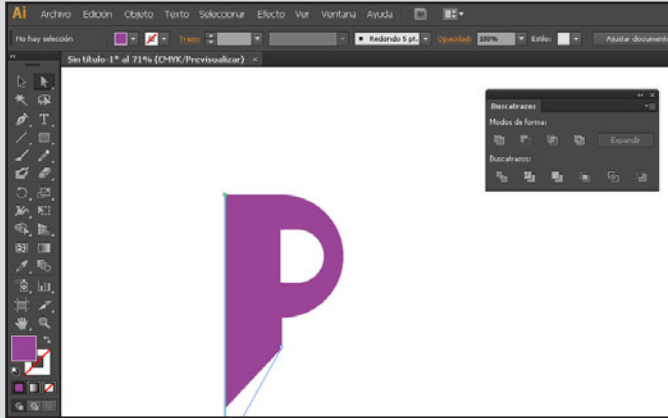 Ai Archivo Edición Objeto Texto Seleccionar Efecto Ver Ventana Ayuda
No hay selección Trazo: Redondo 5 pt. Opacidad: 100% Estilo: Ajustar documento
Sin título-1* al 71% (CMYK/Previsualizar) ×
Buscatrazos
Modos de forma:
Expandir
Buscatrazos:
P